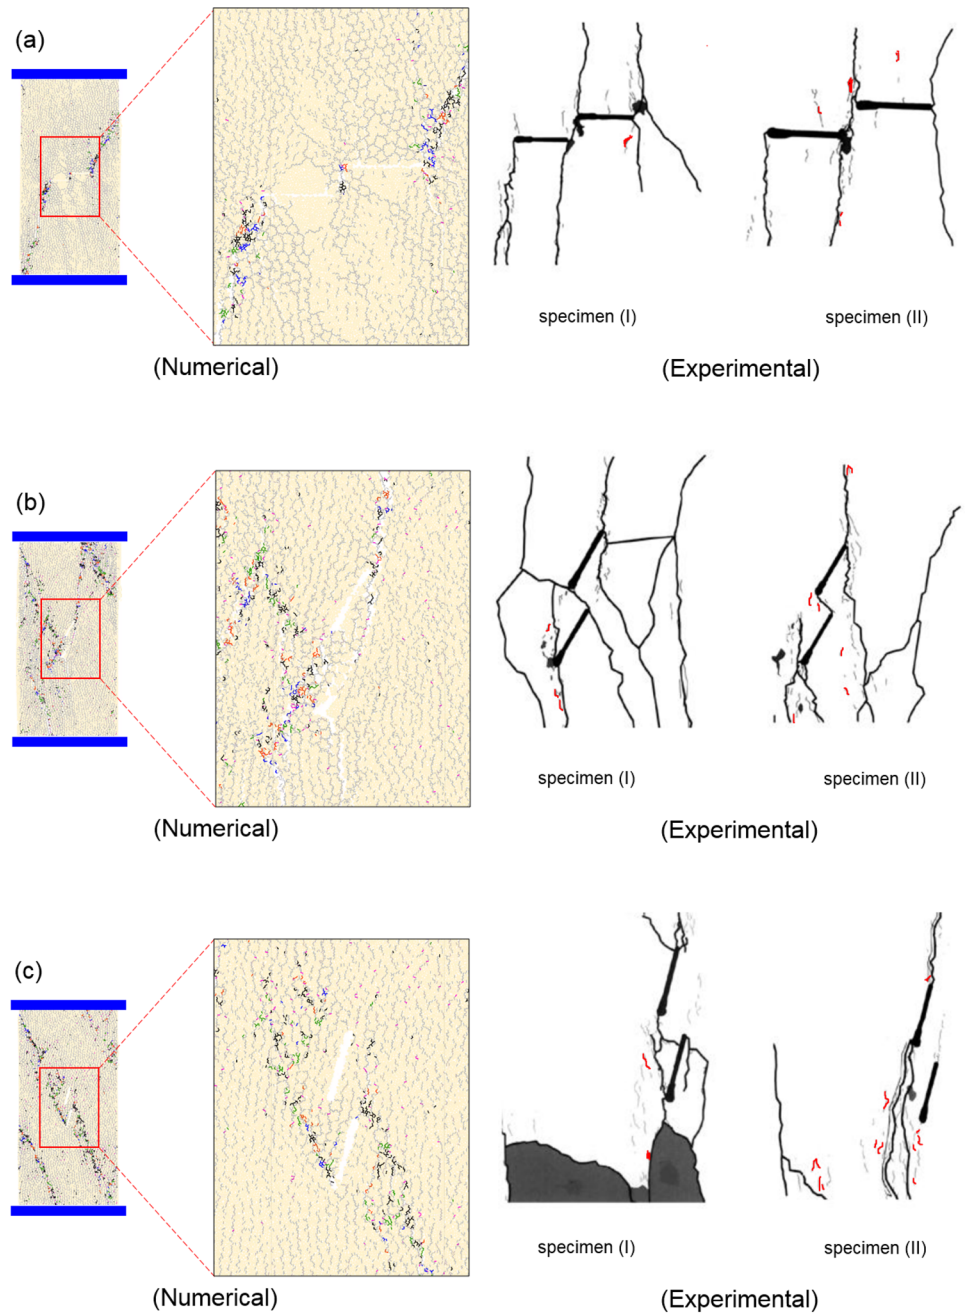 (a)
specimen (I)
specimen (II)
(Numerical)
(Experimental)
(b)
specimen (I)
specimen (II)
(Numerical)
(Experimental)
(c)
specimen (I)
specimen (II)
(Numerical)
(Experimental)